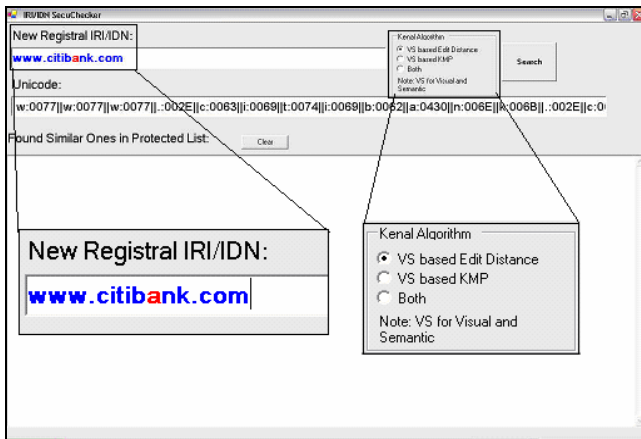 IRI/IDN SecuChecker
New Registral IRI/IDN:
www.citibаnk.com
Kenal Algorithm
VS based Edit Distance
VS based KMP
Both
Note: VS for Visual and
Semantic
Search
Unicode:
w:0077||w:0077||w:0077||.:002E||c:0063||i:0069||t:0074||i:0069||b:0062||а:0430||n:006E||k:006B||.:002E||c:0
Found Similar Ones in Protected List:
Clear
New Registral IRI/IDN:
www.citibаnk.com
Kenal Algorithm
VS based Edit Distance
VS based KMP
Both
Note: VS for Visual and
Semantic